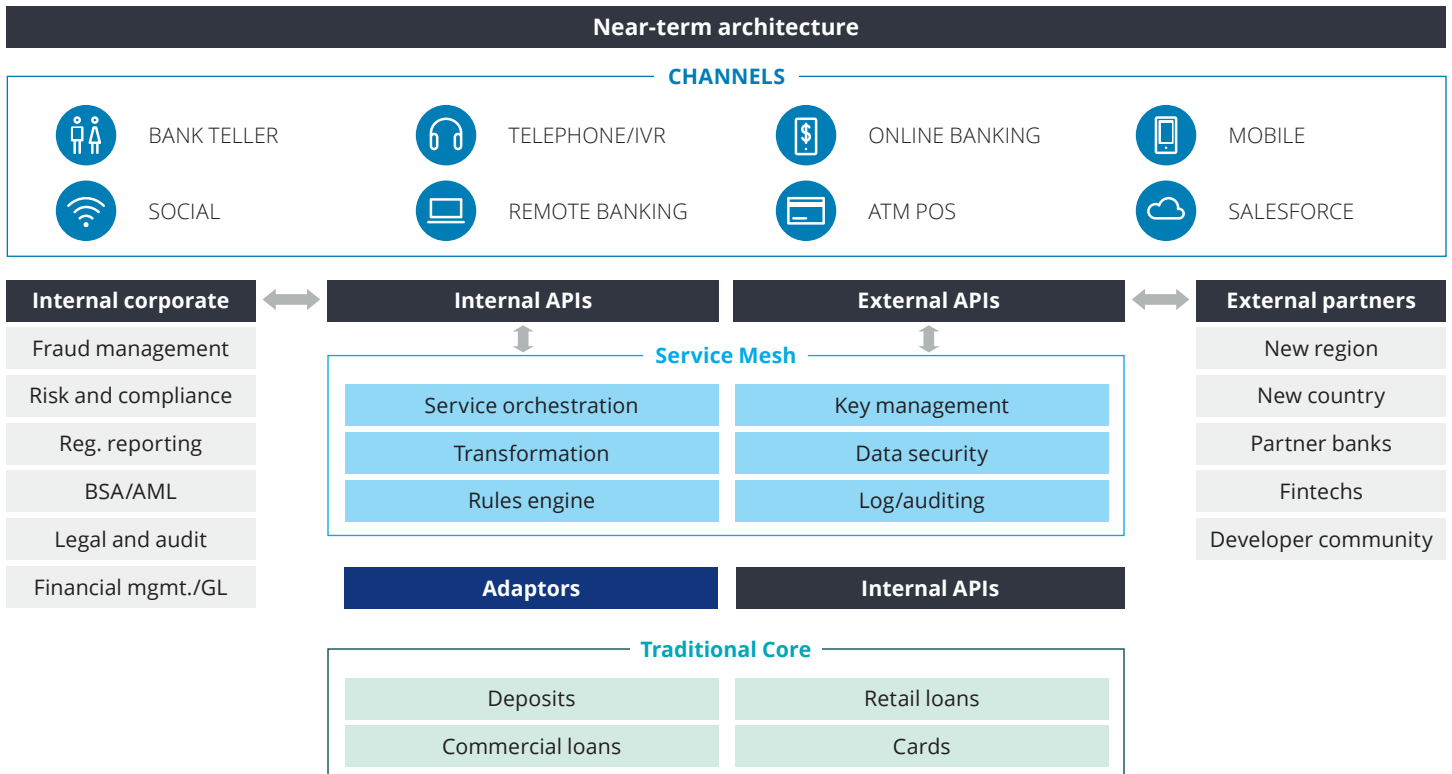 Near-term architecture
CHANNELS
BANK TELLER
TELEPHONE/IVR
ONLINE BANKING
MOBILE
SOCIAL
REMOTE BANKING
ATM POS
SALESFORCE
Internal corporate
Fraud management
Risk and compliance
Reg. reporting
BSA/AML
Legal and audit
Financial mgmt./GL
Internal APIs
External APIs
Service Mesh
Service orchestration
Key management
Transformation
Data security
Rules engine
Log/auditing
Adaptors
Internal APIs
Traditional Core
Deposits
Retail loans
Commercial loans
Cards
External partners
New region
New country
Partner banks
Fintechs
Developer community